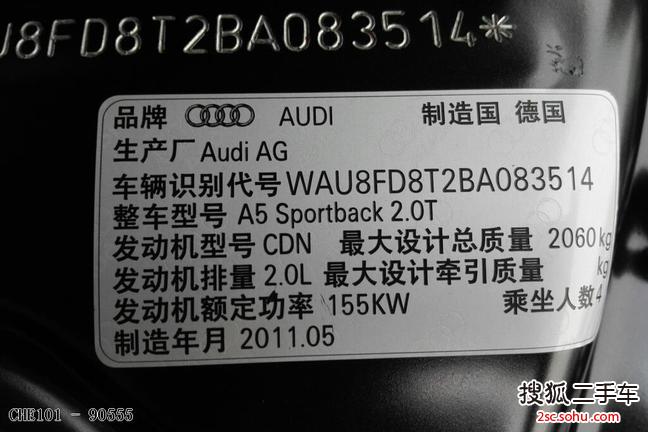 U8FD8T2BA083514*
品牌 AUDI 制造国 德国
生产厂 Audi AG
车辆识别代号 WAU8FD8T2BA083514
整车型号 A5 Sportback 2.0T
发动机型号 CDN 最大设计总质量 2060 kg
发动机排量 2.0L 最大设计牵引质量 kg
发动机额定功率 155KW 乘坐人数 4
制造年月 2011.05
CHE101 - 90555
搜狐二手车
2sc.sohu.com